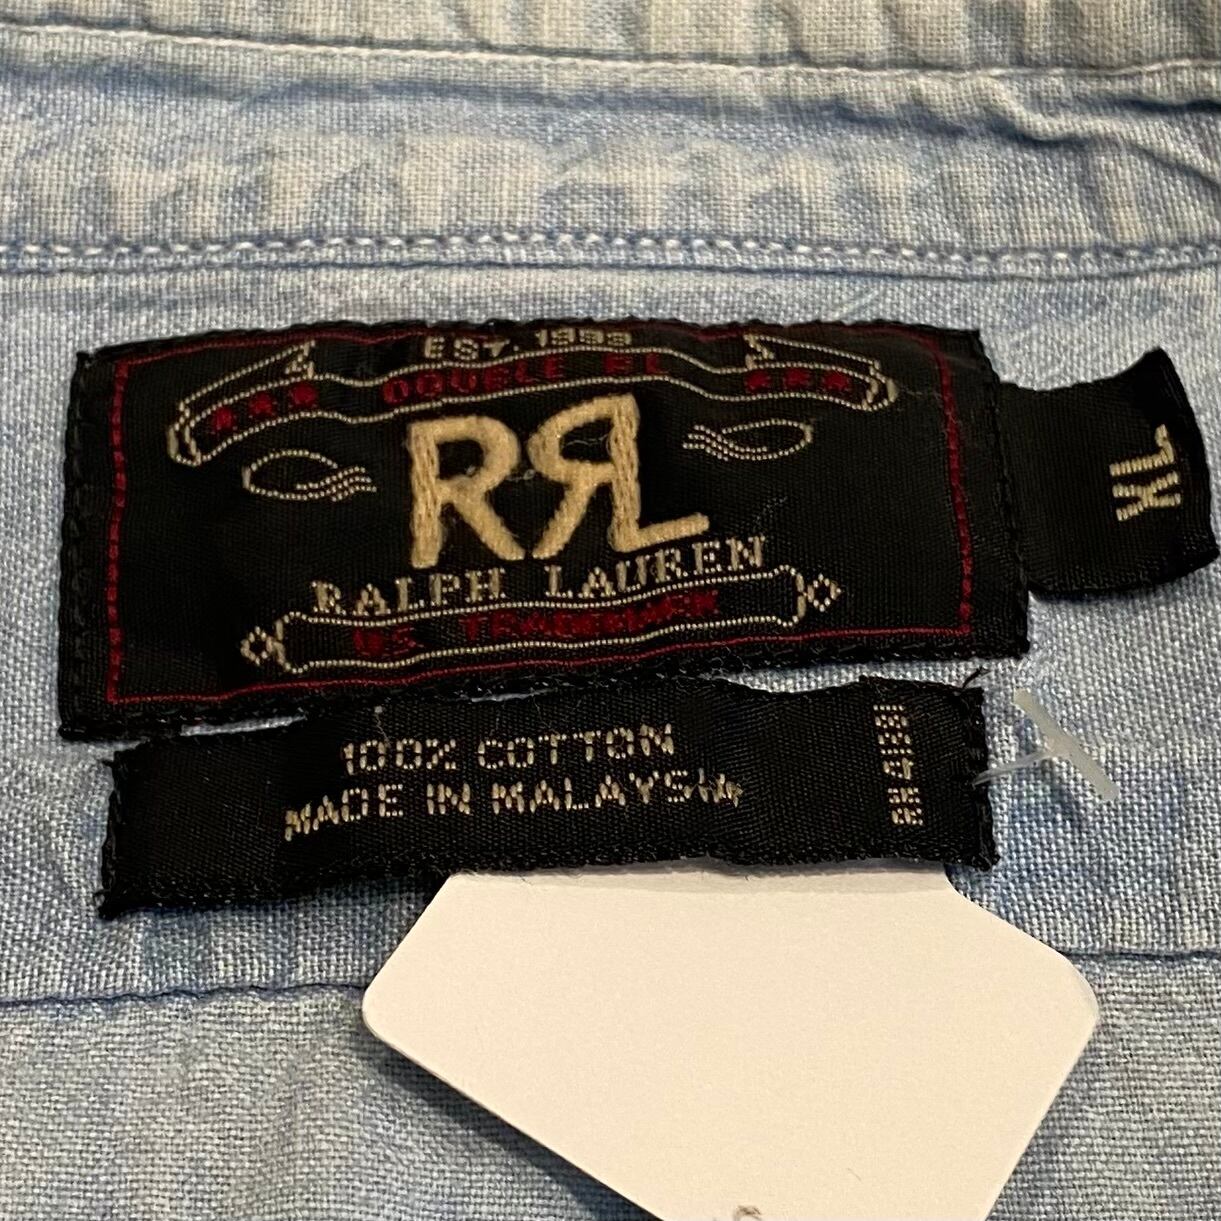 EST. 1993
★★★ DOUBLE RL ★★★
RRL
RALPH LAUREN
US TRADEMARK
XL
100% COTTON
MADE IN MALAYSIA